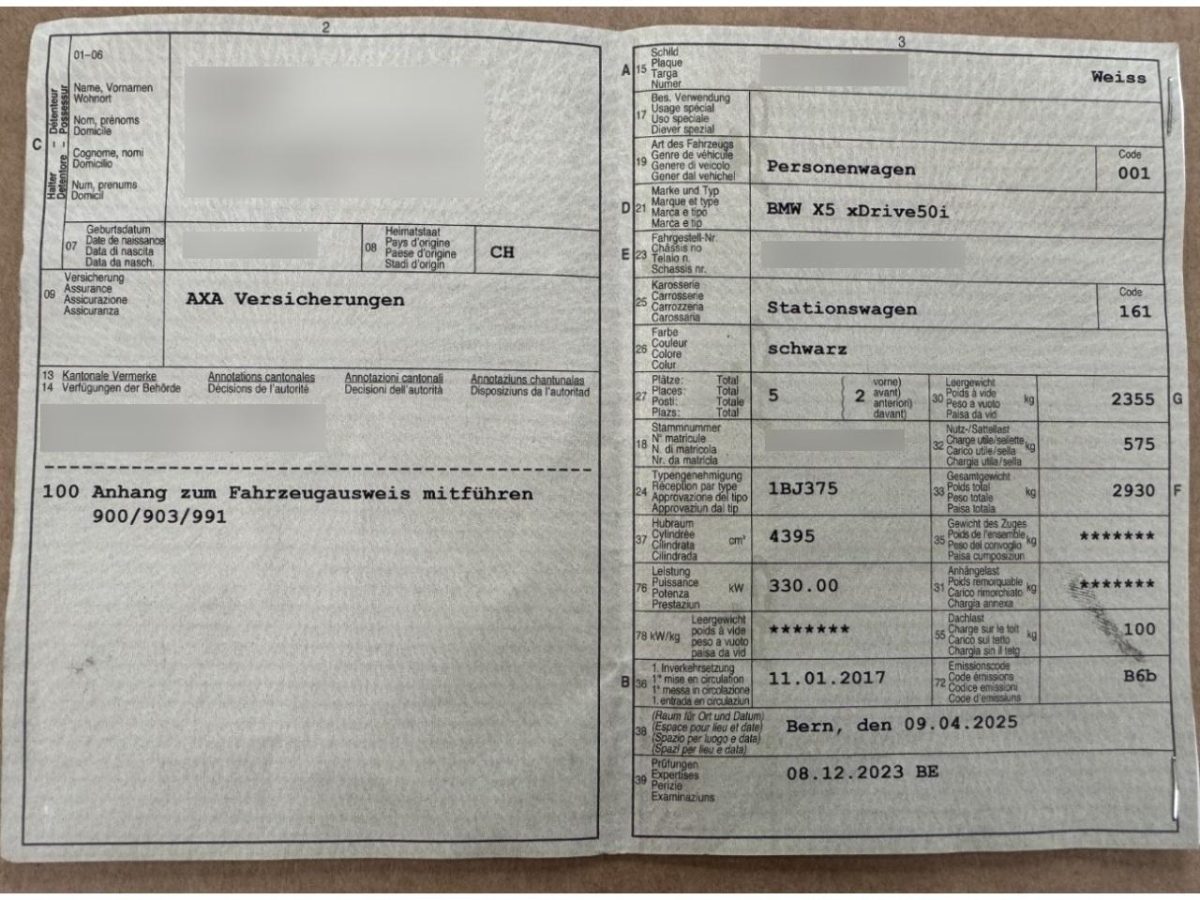 2
01-06
Halter - Détenteur
Detentore - Possessur
C
Name, Vornamen
Wohnort
Nom, prénoms
Domicile
Cognome, nomi
Domicilio
Num, prenums
Domicil
07
Geburtsdatum
Date de naissance
Data di nascita
Data da nasch.
08
Heimatstaat
Pays d'origine
Paese d'origine
Stadi d'origin
CH
09
Versicherung
Assurance
Assicurazione
Assicuranza
AXA Versicherungen
13 Kantonale Vermerke Annotations cantonales Annotazioni cantonali Annotaziuns chantunalas
14 Verfügungen der Behörde Décisions de l'autorité Decisioni dell'autorità Disposiziuns da l'autoritad
100 Anhang zum Fahrzeugausweis mitführen
900/903/991
3
A 15
Schild
Plaque
Targa
Numer
Weiss
17
Bes. Verwendung
Usage spécial
Uso speciale
Diever spezial
19
Art des Fahrzeugs
Genre de véhicule
Genere di veicolo
Gener dal vehichel
Personenwagen
Code
001
D 21
Marke und Typ
Marque et type
Marca e tipo
Marca e tip
BMW X5 xDrive50i
E 23
Fahrgestell-Nr.
Châssis no
Telaio n.
Schassis nr.
25
Karosserie
Carrosserie
Carrozzeria
Carossaria
Stationswagen
Code
161
26
Farbe
Couleur
Colore
Colur
schwarz
27
Plätze: Total
Places: Total
Posti: Totale
Plazs: Total
5
2
vorne)
avant)
anteriori)
davant)
30
Leergewicht
Poids à vide
Peso a vuoto
Paisa da vid
kg
2355
G
18
Stammnummer
N° matricule
N. di matricola
Nr. da matricla
32
Nutz-/Sattellast
Charge utile/sellette
Carico utile/sella
Chargia utila/sella
kg
575
24
Typengenehmigung
Réception par type
Approvazione del tipo
Approvaziun dal tip
1BJ375
33
Gesamtgewicht
Poids total
Peso totale
Paisa totala
kg
2930
F
37
Hubraum
Cylindrée
Cilindrata
Cilindrada
cm³
4395
35
Gewicht des Zuges
Poids de l'ensemble
Peso del convoglio
Paisa cumposiziun
kg
*******
76
Leistung
Puissance
Potenza
Prestaziun
kW
330.00
31
Anhängelast
Poids remorquable
Carico rimorchiato
Chargia annexa
kg
*******
78 kW/kg
Leergewicht
poids à vide
peso a vuoto
paisa da vid
*******
55
Dachlast
Charge sur le toit
Carico sul tetto
Chargia sin il tetg
kg
100
B 36
1. Inverkehrsetzung
1re mise en circulation
1a messa in circolazione
1. entrada en circulaziun
11.01.2017
72
Emissionscode
Code émissions
Codice emissioni
Code d'emissiuns
B6b
38
(Raum für Ort und Datum)
(Espace pour lieu et date)
(Spazio per luogo e data)
(Spazi per lieu e data)
Bern, den 09.04.2025
39
Prüfungen
Expertises
Perizie
Examinaziuns
08.12.2023 BE